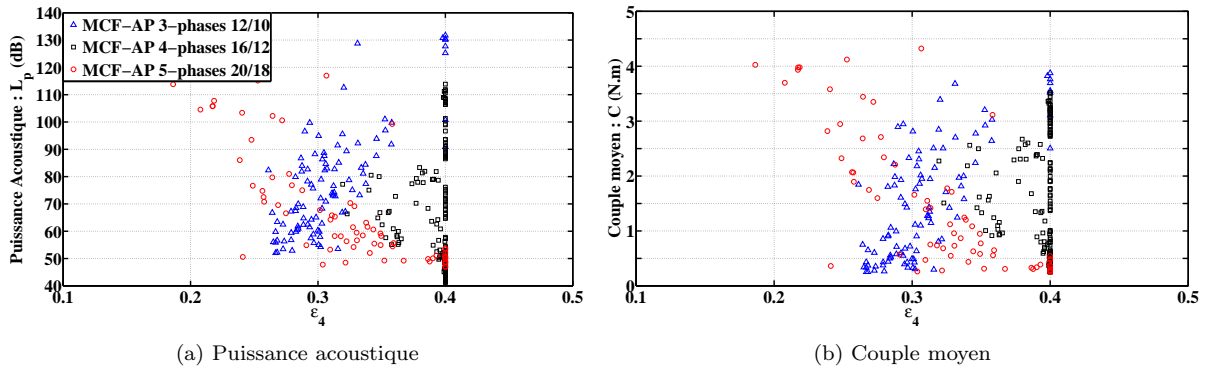 140
130
120
110
100
90
80
70
60
50
40
Puissance Acoustique : L_p (dB)
MCF−AP 3−phases 12/10
MCF−AP 4−phases 16/12
MCF−AP 5−phases 20/18
0.1 0.2 0.3 0.4 0.5
ε_4
(a) Puissance acoustique
5
4
3
2
1
0
Couple moyen : C (N.m)
0.1 0.2 0.3 0.4 0.5
ε_4
(b) Couple moyen